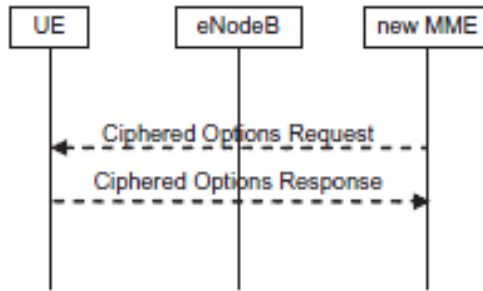 UE
eNodeB
new MME
Ciphered Options Request
Ciphered Options Response